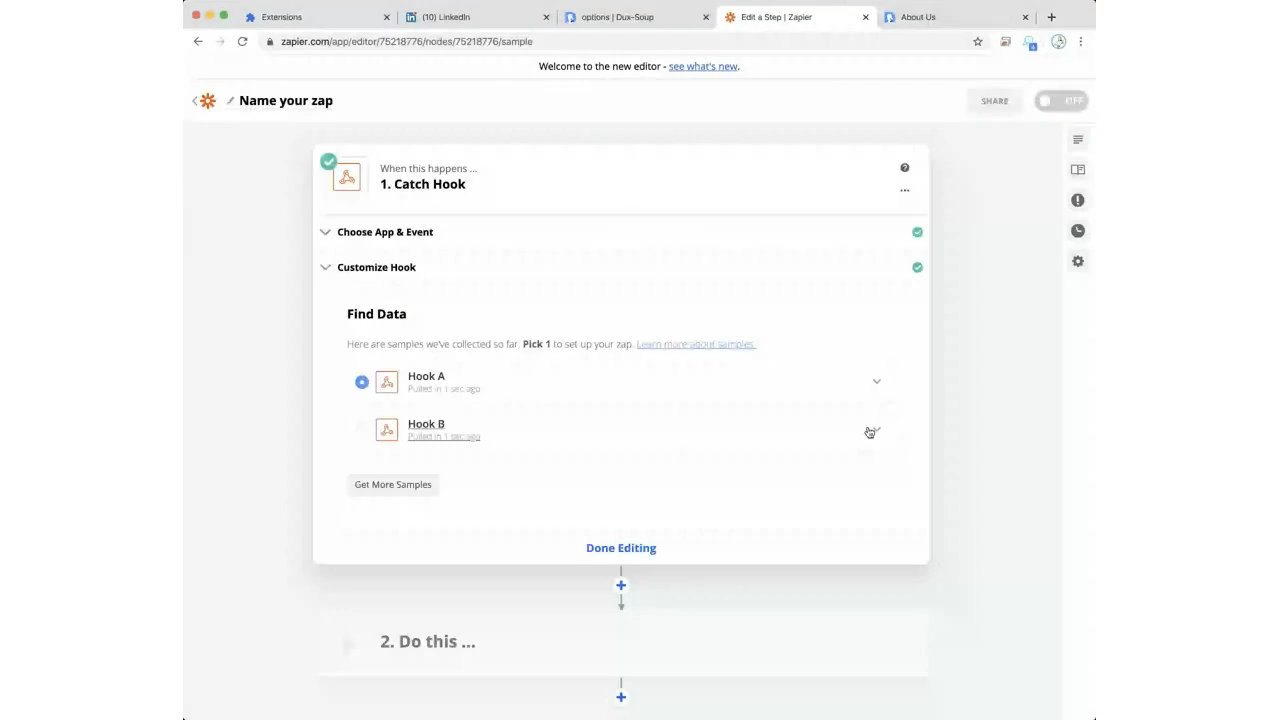 Extensions
(10) LinkedIn
options | Dux-Soup
Edit a Step | Zapier
About Us
zapier.com/app/editor/75218776/nodes/75218776/sample
Welcome to the new editor - see what's new.
Name your zap
SHARE
OFF
When this happens ...
1. Catch Hook
Choose App & Event
Customize Hook
Find Data
Here are samples we've collected so far. Pick 1 to set up your zap. Learn more about samples.
Hook A
Pulled in 1 sec ago
Hook B
Pulled in 1 sec ago
Get More Samples
Done Editing
2. Do this ...